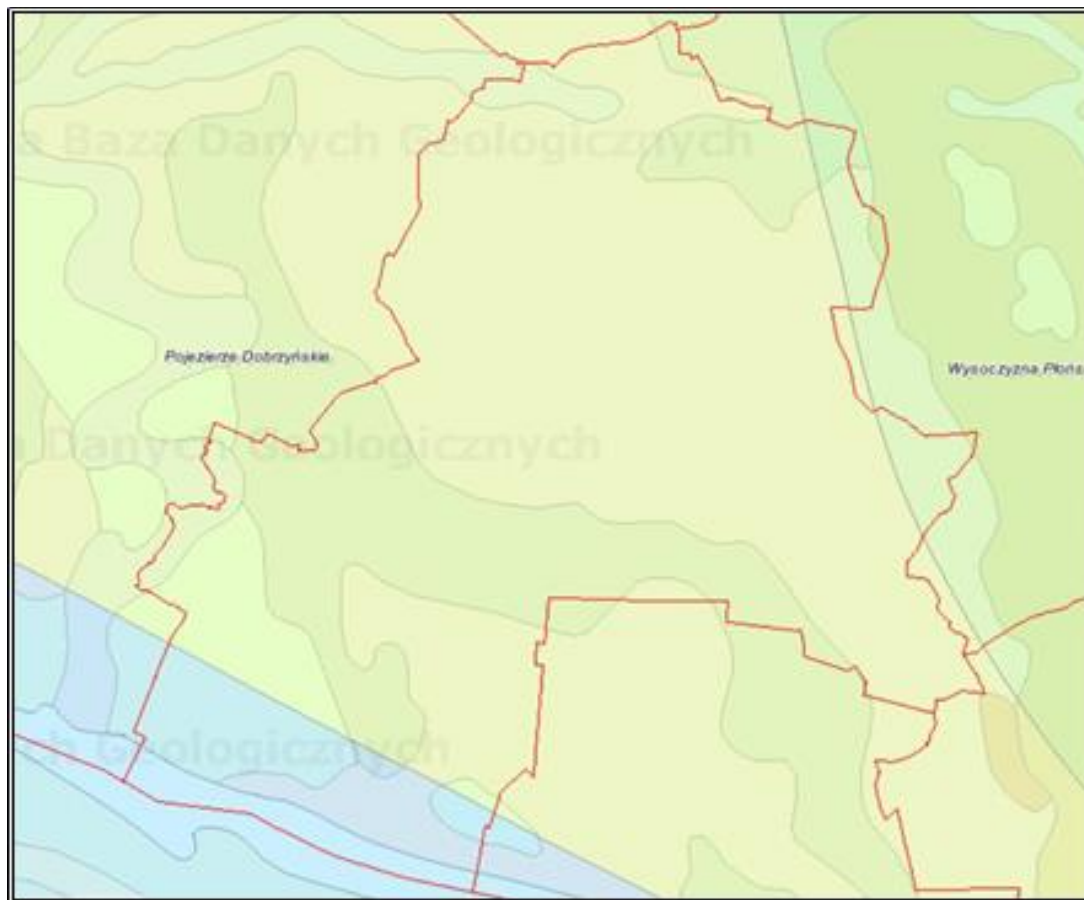 a Baza Danych Geologicznych
Pojezierze Dobrzyńskie
Wysoczyzna Płońs
a Danych Geologicznych
h Geologicznych